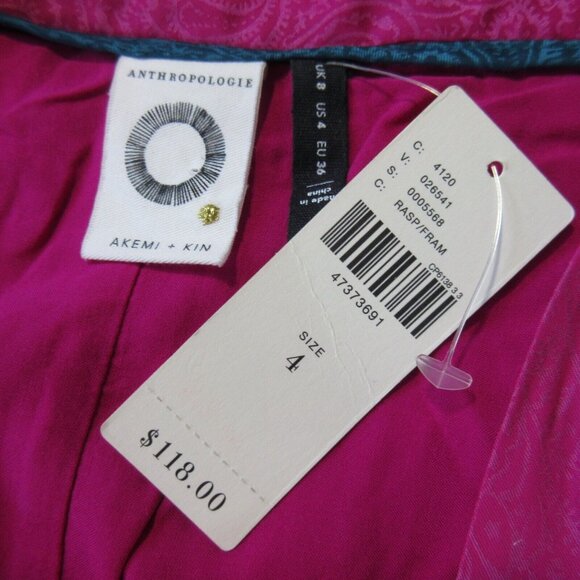 ANTHROPOLOGIE
AKEMI + KIN
UK 8 US 4 EU 36
made in
china
C: 4120
V: 026541
S: 0005568
C: RASP/FRAM
CP6138 3.3
47373691
SIZE
4
$118.00